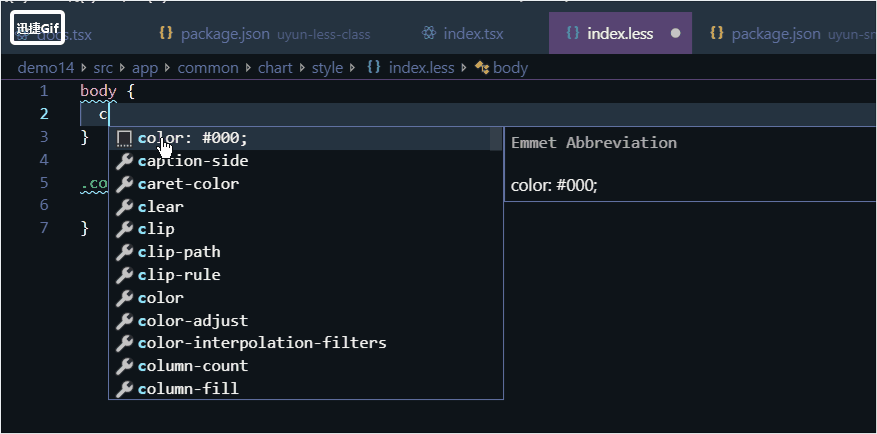 迅捷Gif
docs.tsx
{} package.json uyun-less-class
index.tsx
{} index.less
{} package.json uyun-sr
demo14 > src > app > common > chart > style > {} index.less > body
1 body {
2 c
3 }
4
5 .co
6
7 }
color: #000;
caption-side
caret-color
clear
clip
clip-path
clip-rule
color
color-adjust
color-interpolation-filters
column-count
column-fill
Emmet Abbreviation
color: #000;